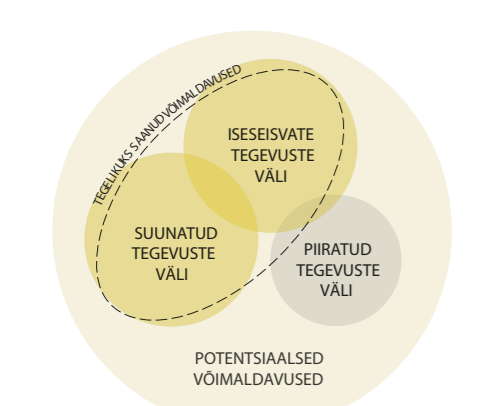 TEGELIKUKS SAANUD VÕIMALDAVUSED
ISESEISVATE
TEGEVUSTE
VÄLI
SUUNATUD
TEGEVUSTE
VÄLI
PIIRATUD
TEGEVUSTE
VÄLI
POTENTSIAALSED
VÕIMALDAVUSED